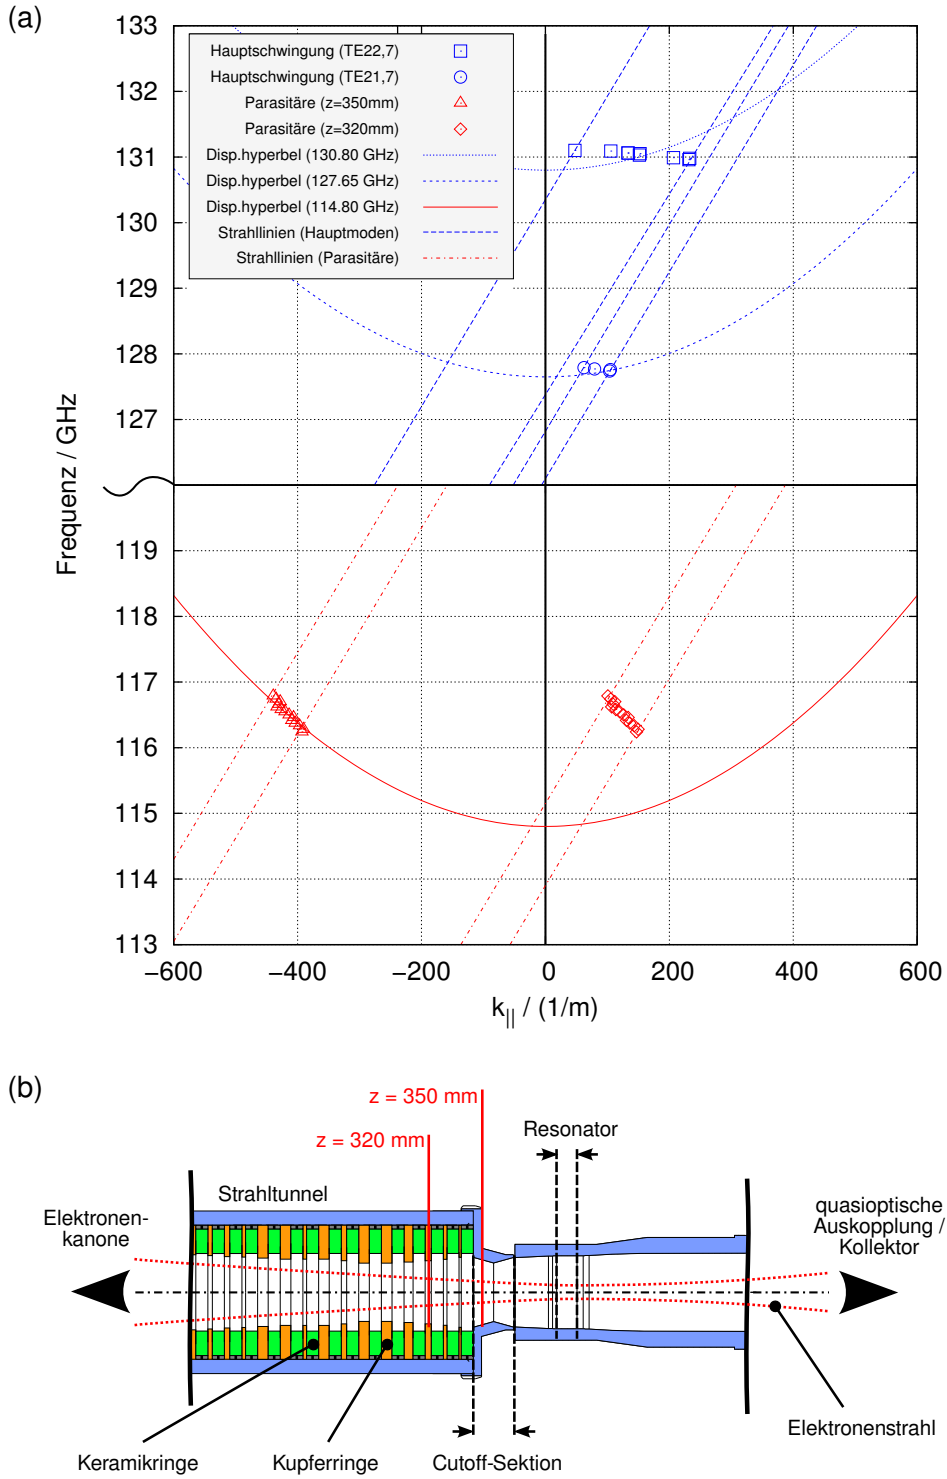 (a)
133
132
131
130
129
128
127
119
118
117
116
115
114
113
Frequenz / GHz
Hauptschwingung (TE22,7)
Hauptschwingung (TE21,7)
Parasitäre (z=350mm)
Parasitäre (z=320mm)
Disp.hyperbel (130.80 GHz)
Disp.hyperbel (127.65 GHz)
Disp.hyperbel (114.80 GHz)
Strahllinien (Hauptmoden)
Strahllinien (Parasitäre)
−600 −400 −200 0 200 400 600
k|| / (1/m)
(b)
z = 350 mm
z = 320 mm
Resonator
Strahltunnel
Elektronen-
kanone
quasioptische
Auskopplung /
Kollektor
Elektronenstrahl
Keramikringe
Kupferringe
Cutoff-Sektion